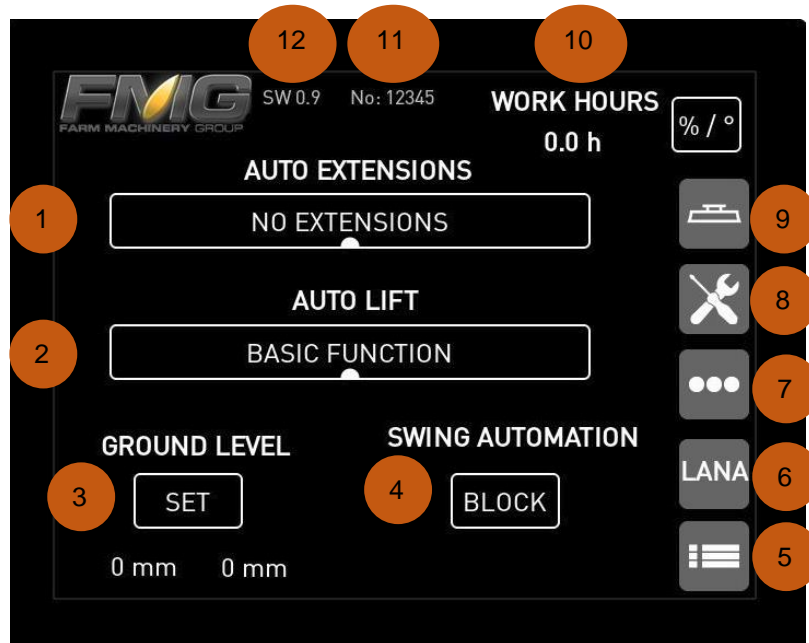 12 11 10
FMG
FARM MACHINERY GROUP
SW 0.9 No: 12345
WORK HOURS
0.0 h
% / °
AUTO EXTENSIONS
1 NO EXTENSIONS 9
AUTO LIFT 8
2 BASIC FUNCTION
7
GROUND LEVEL SWING AUTOMATION
LANA 6
3 SET 4 BLOCK
5
0 mm 0 mm